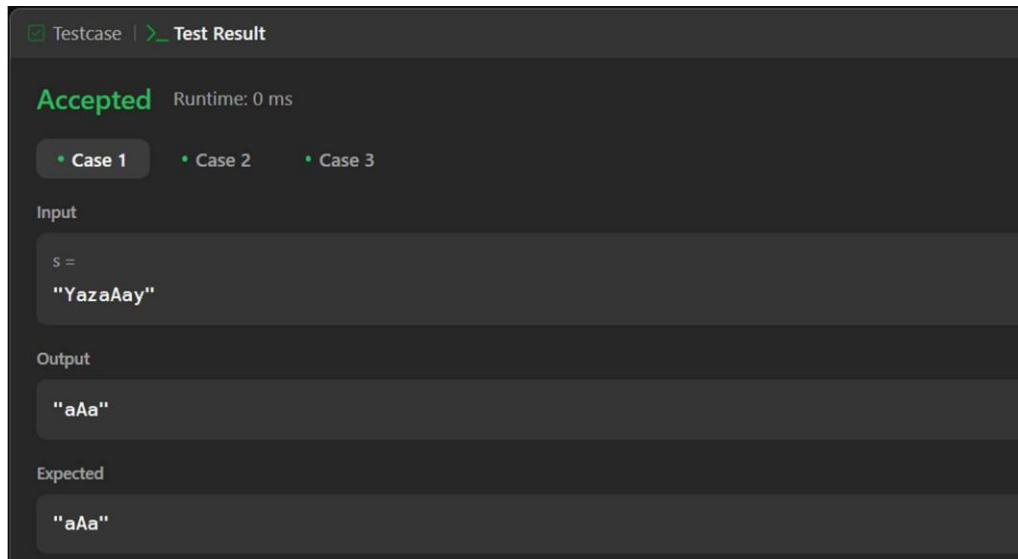 Testcase | >_ Test Result
Accepted Runtime: 0 ms
• Case 1 • Case 2 • Case 3
Input
s =
"YazaAay"
Output
"aAa"
Expected
"aAa"